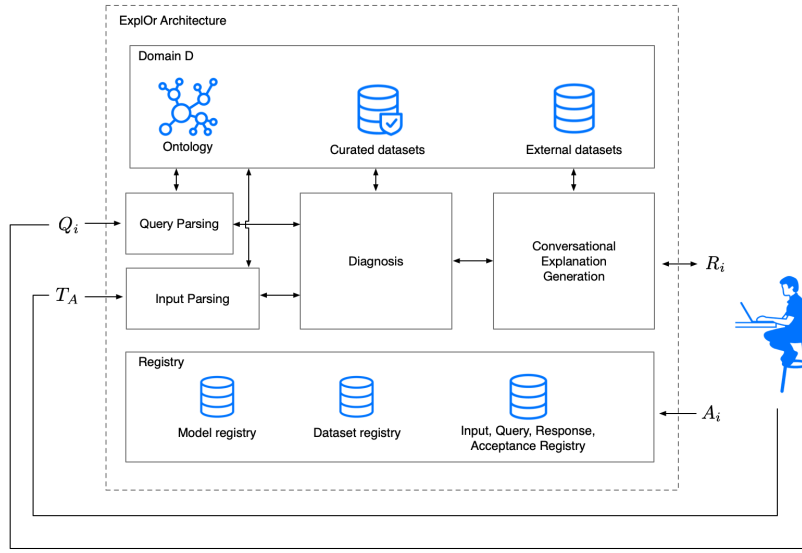 ExplOr Architecture
Domain D
Ontology
Curated datasets
External datasets
Q_i
Query Parsing
T_A
Input Parsing
Diagnosis
Conversational
Explanation
Generation
R_i
Registry
Model registry
Dataset registry
Input, Query, Response,
Acceptance Registry
A_i